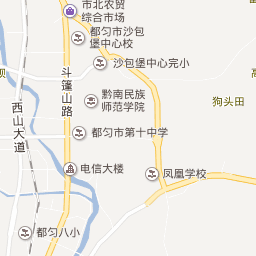 市北农贸
综合市场
都匀市沙包
堡中心校
沙包堡中心完小
斗篷山路
黔南民族
师范学院
狗头田
西山大道
都匀市第十中学
电信大楼
凤凰学校
都匀八小